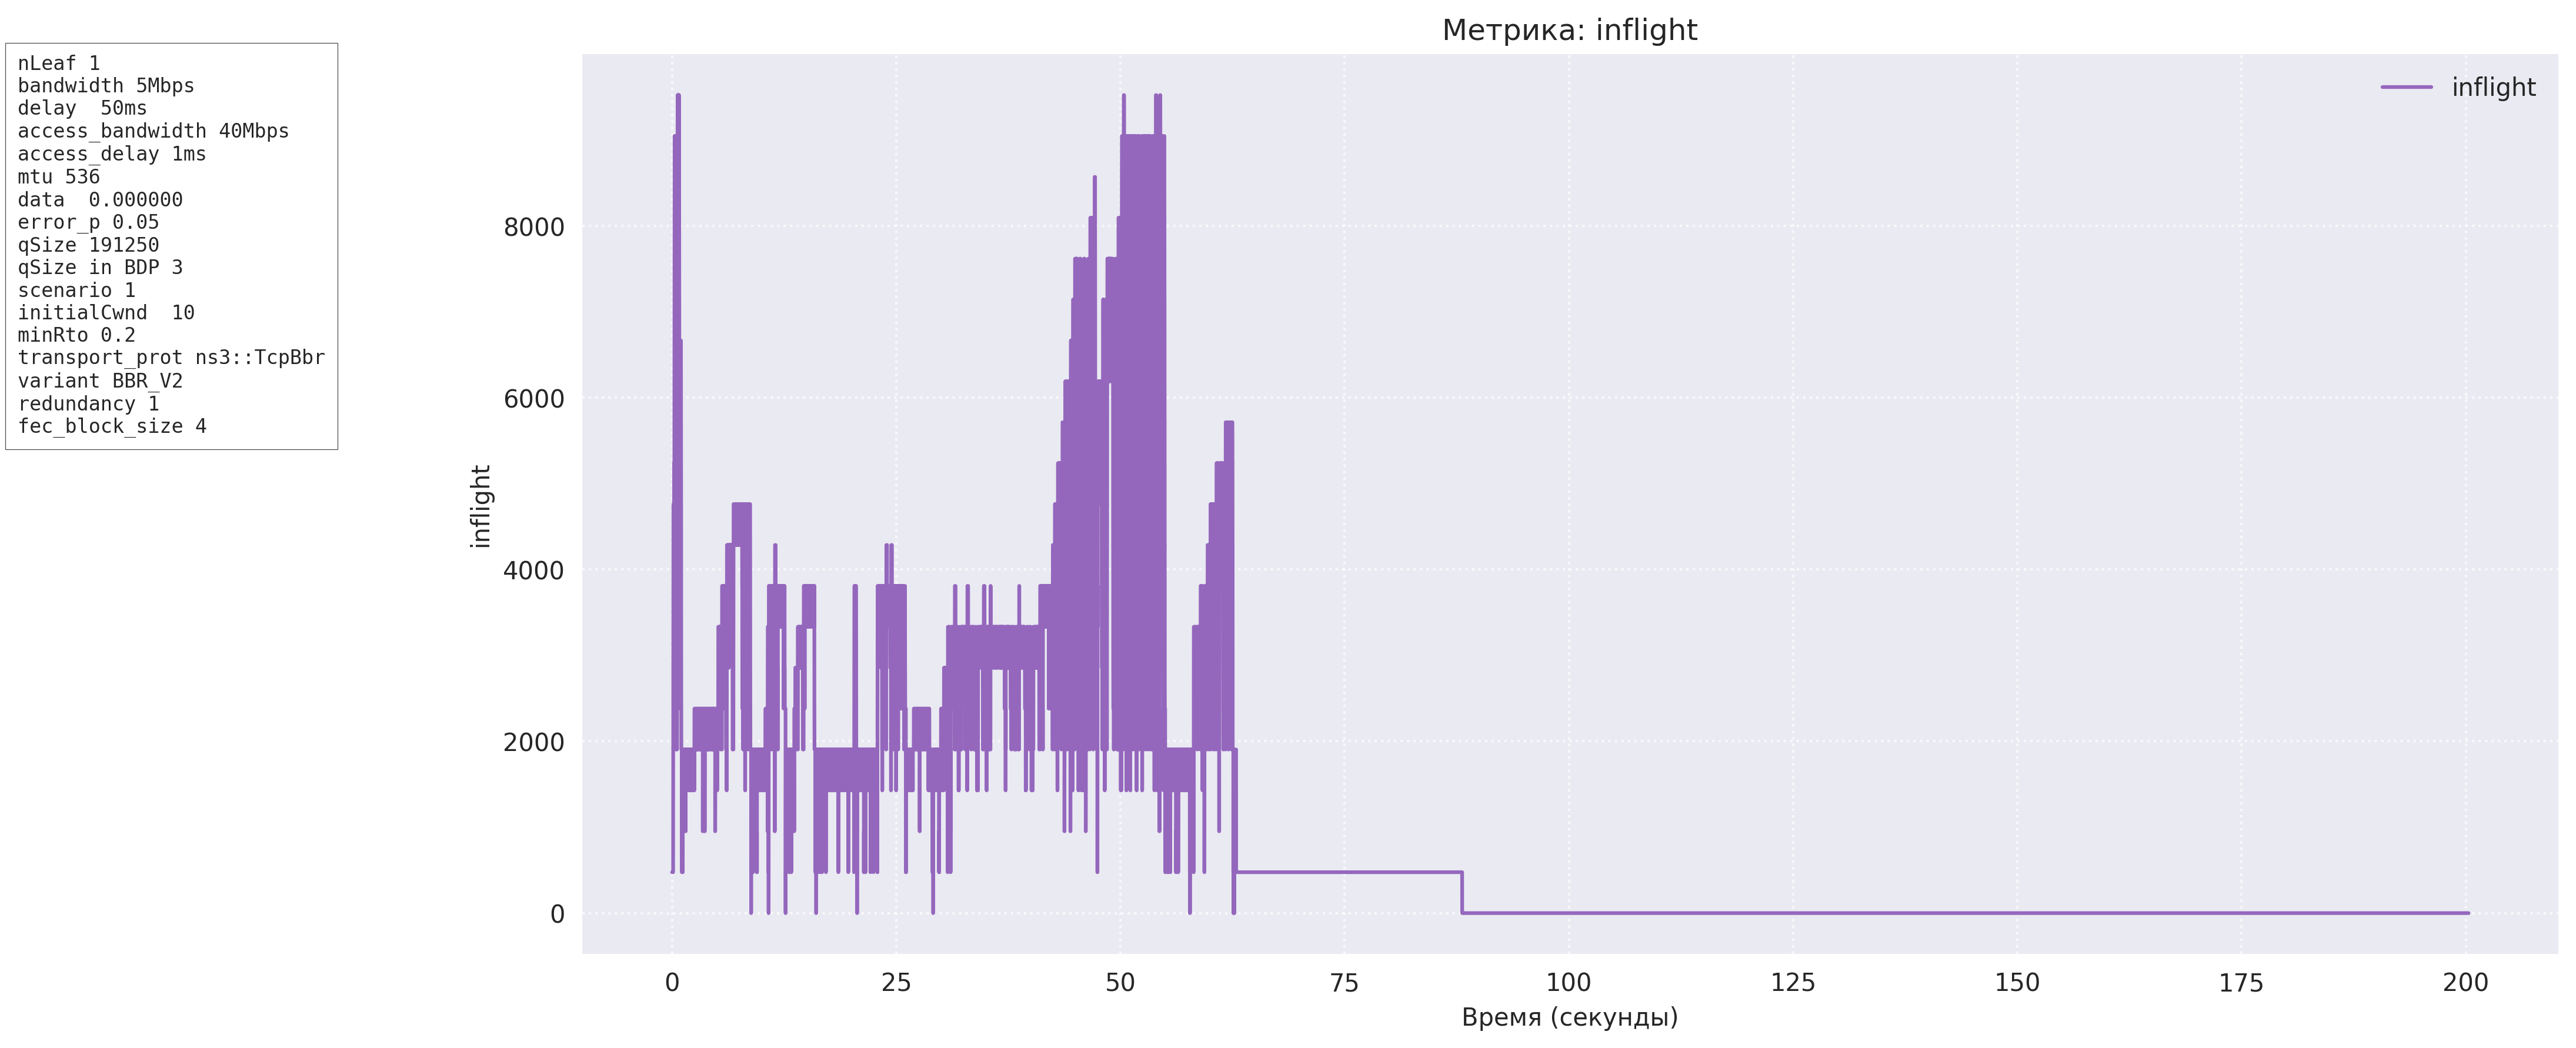 Метрика: inflight
nLeaf 1
bandwidth 5Mbps
delay  50ms
access_bandwidth 40Mbps
access_delay 1ms
mtu 536
data  0.000000
error_p 0.05
qSize 191250
qSize in BDP 3
scenario 1
initialCwnd  10
minRto 0.2
transport_prot ns3::TcpBbr
variant BBR_V2
redundancy 1
fec_block_size 4
inflight
inflight
8000
6000
4000
2000
0
0 25 50 75 100 125 150 175 200
Время (секунды)